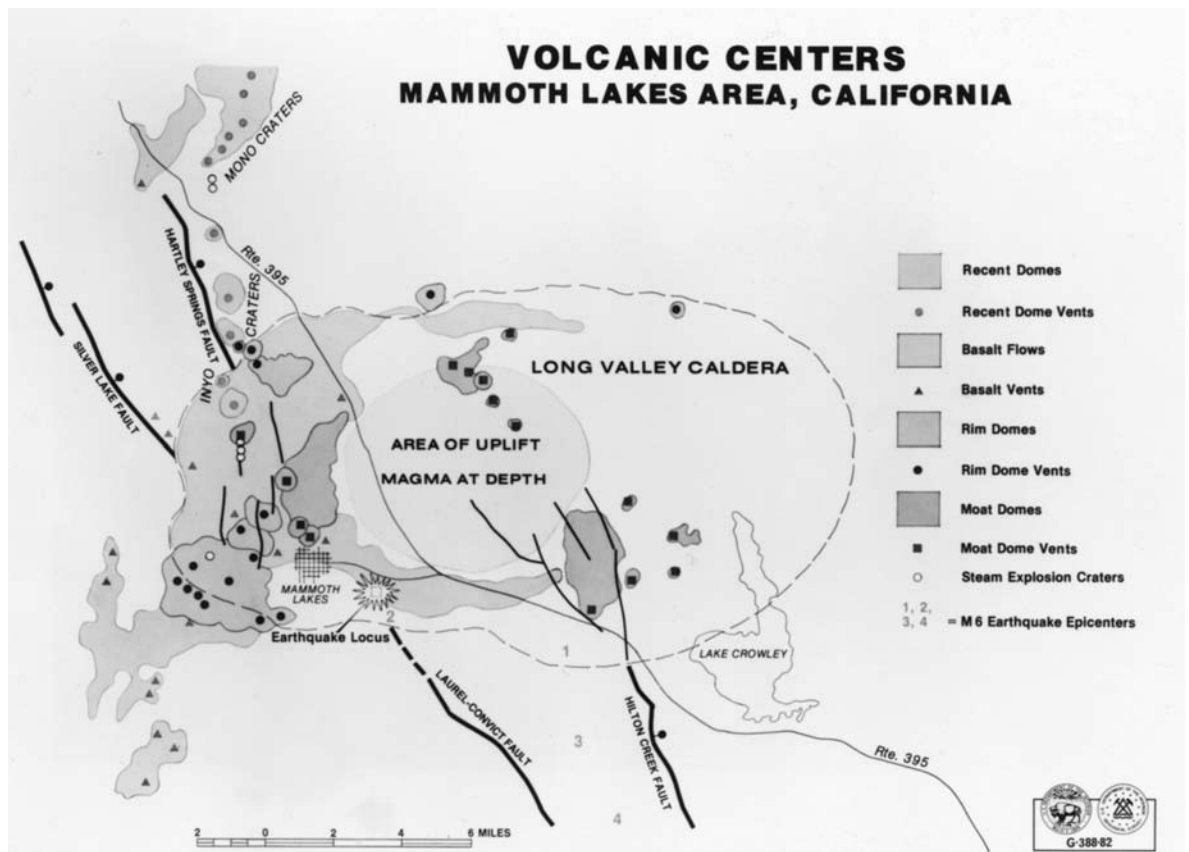 VOLCANIC CENTERS
MAMMOTH LAKES AREA, CALIFORNIA
MONO CRATERS
HARTLEY SPRINGS FAULT
Rte. 395
SILVER LAKE FAULT
INYO CRATERS
LONG VALLEY CALDERA
AREA OF UPLIFT
MAGMA AT DEPTH
MAMMOTH
LAKES
Earthquake Locus
2
1
3
4
LAUREL-CONVICT FAULT
HILTON CREEK FAULT
LAKE CROWLEY
Rte. 395
Recent Domes
Recent Dome Vents
Basalt Flows
Basalt Vents
Rim Domes
Rim Dome Vents
Moat Domes
Moat Dome Vents
Steam Explosion Craters
1, 2,
3, 4 = M 6 Earthquake Epicenters
2 0 2 4 6 MILES
G-388-82